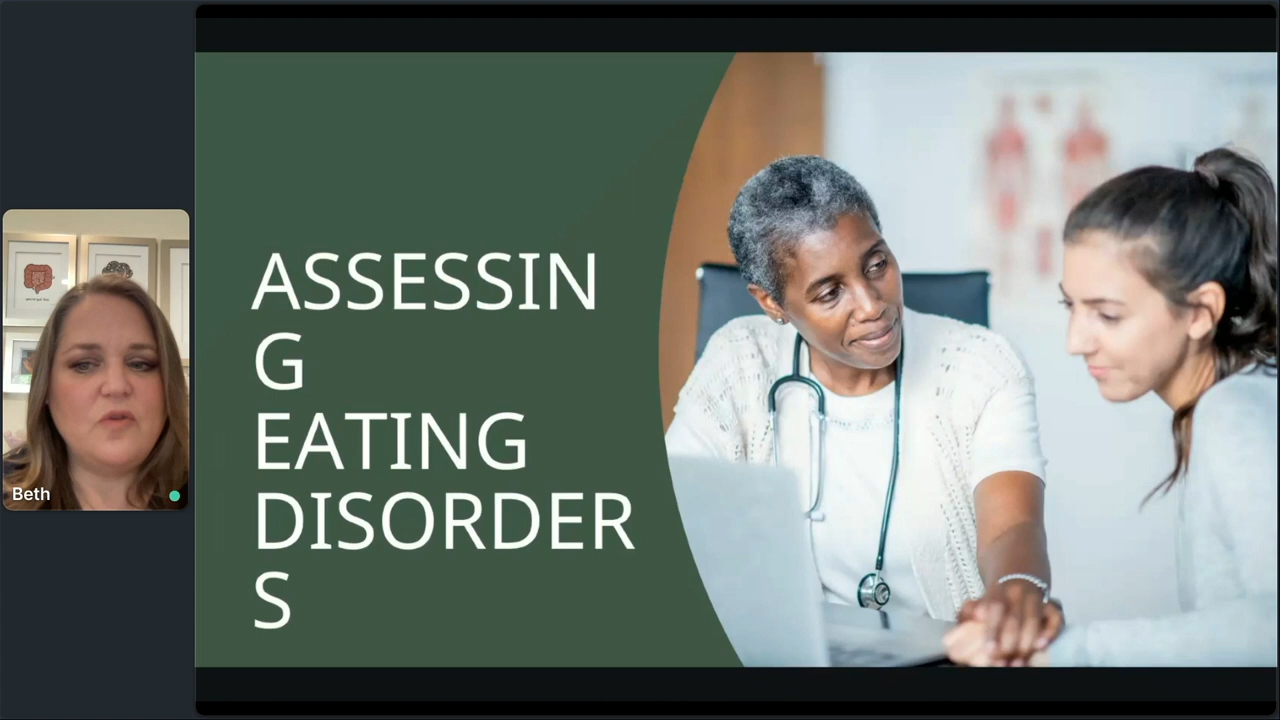 ASSESSIN
G
EATING
DISORDER
S
Beth